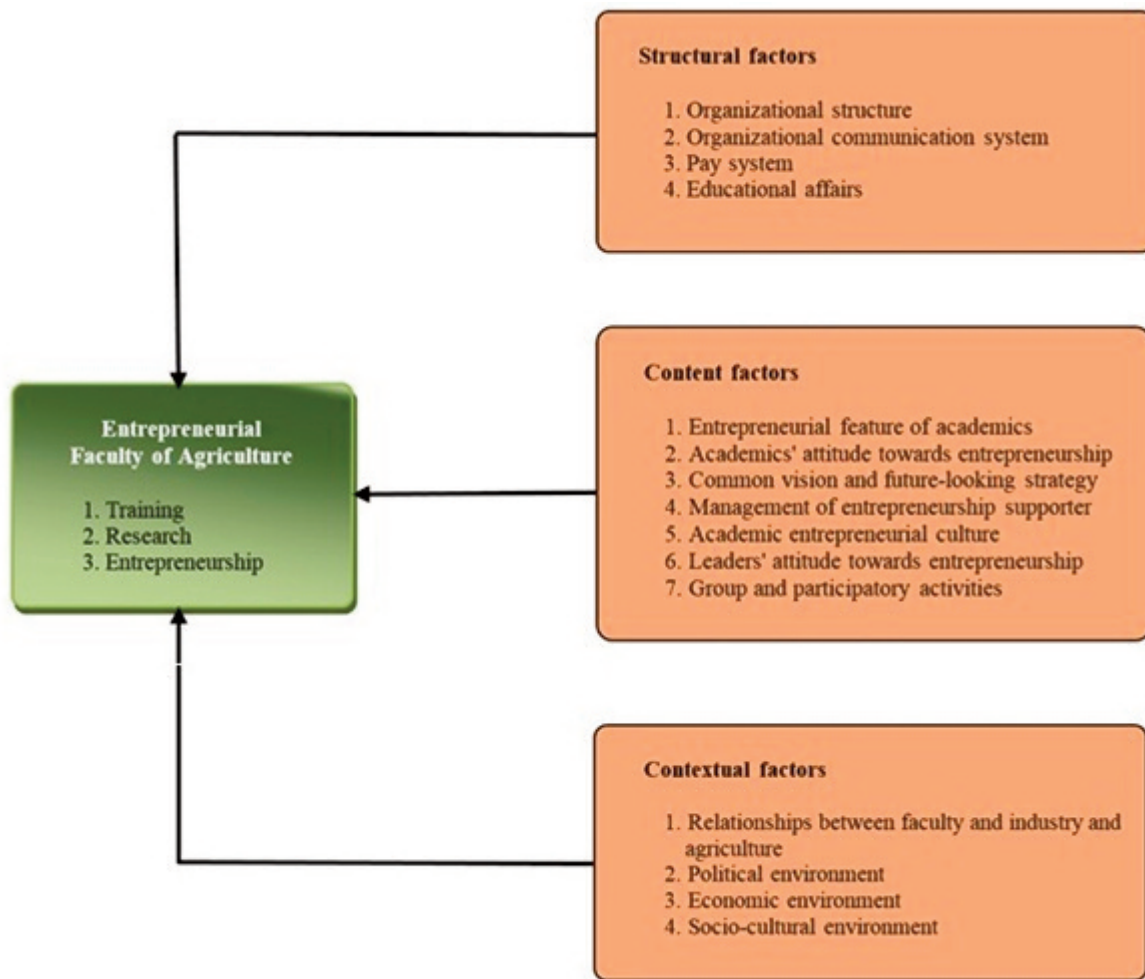 Structural factors
1. Organizational structure
2. Organizational communication system
3. Pay system
4. Educational affairs
Entrepreneurial
Faculty of Agriculture
1. Training
2. Research
3. Entrepreneurship
Content factors
1. Entrepreneurial feature of academics
2. Academics' attitude towards entrepreneurship
3. Common vision and future-looking strategy
4. Management of entrepreneurship supporter
5. Academic entrepreneurial culture
6. Leaders' attitude towards entrepreneurship
7. Group and participatory activities
Contextual factors
1. Relationships between faculty and industry and
agriculture
2. Political environment
3. Economic environment
4. Socio-cultural environment